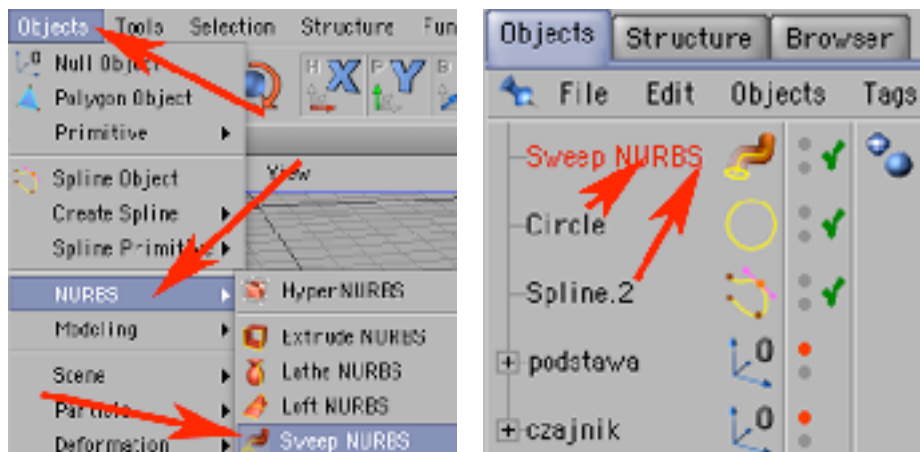 Objects Tools Selection Structure Fun
Null Object
Polygon Object
Primitive
Spline Object
Create Spline
Spline Primitive
NURBS
Modeling
Scene
Particle
Deformation
H X P Y B
View
HyperNURBS
Extrude NURBS
Lathe NURBS
Loft NURBS
Sweep NURBS
Objects Structure Browser
File Edit Objects Tags
Sweep NURBS
Circle
Spline.2
podstawa
czajnik